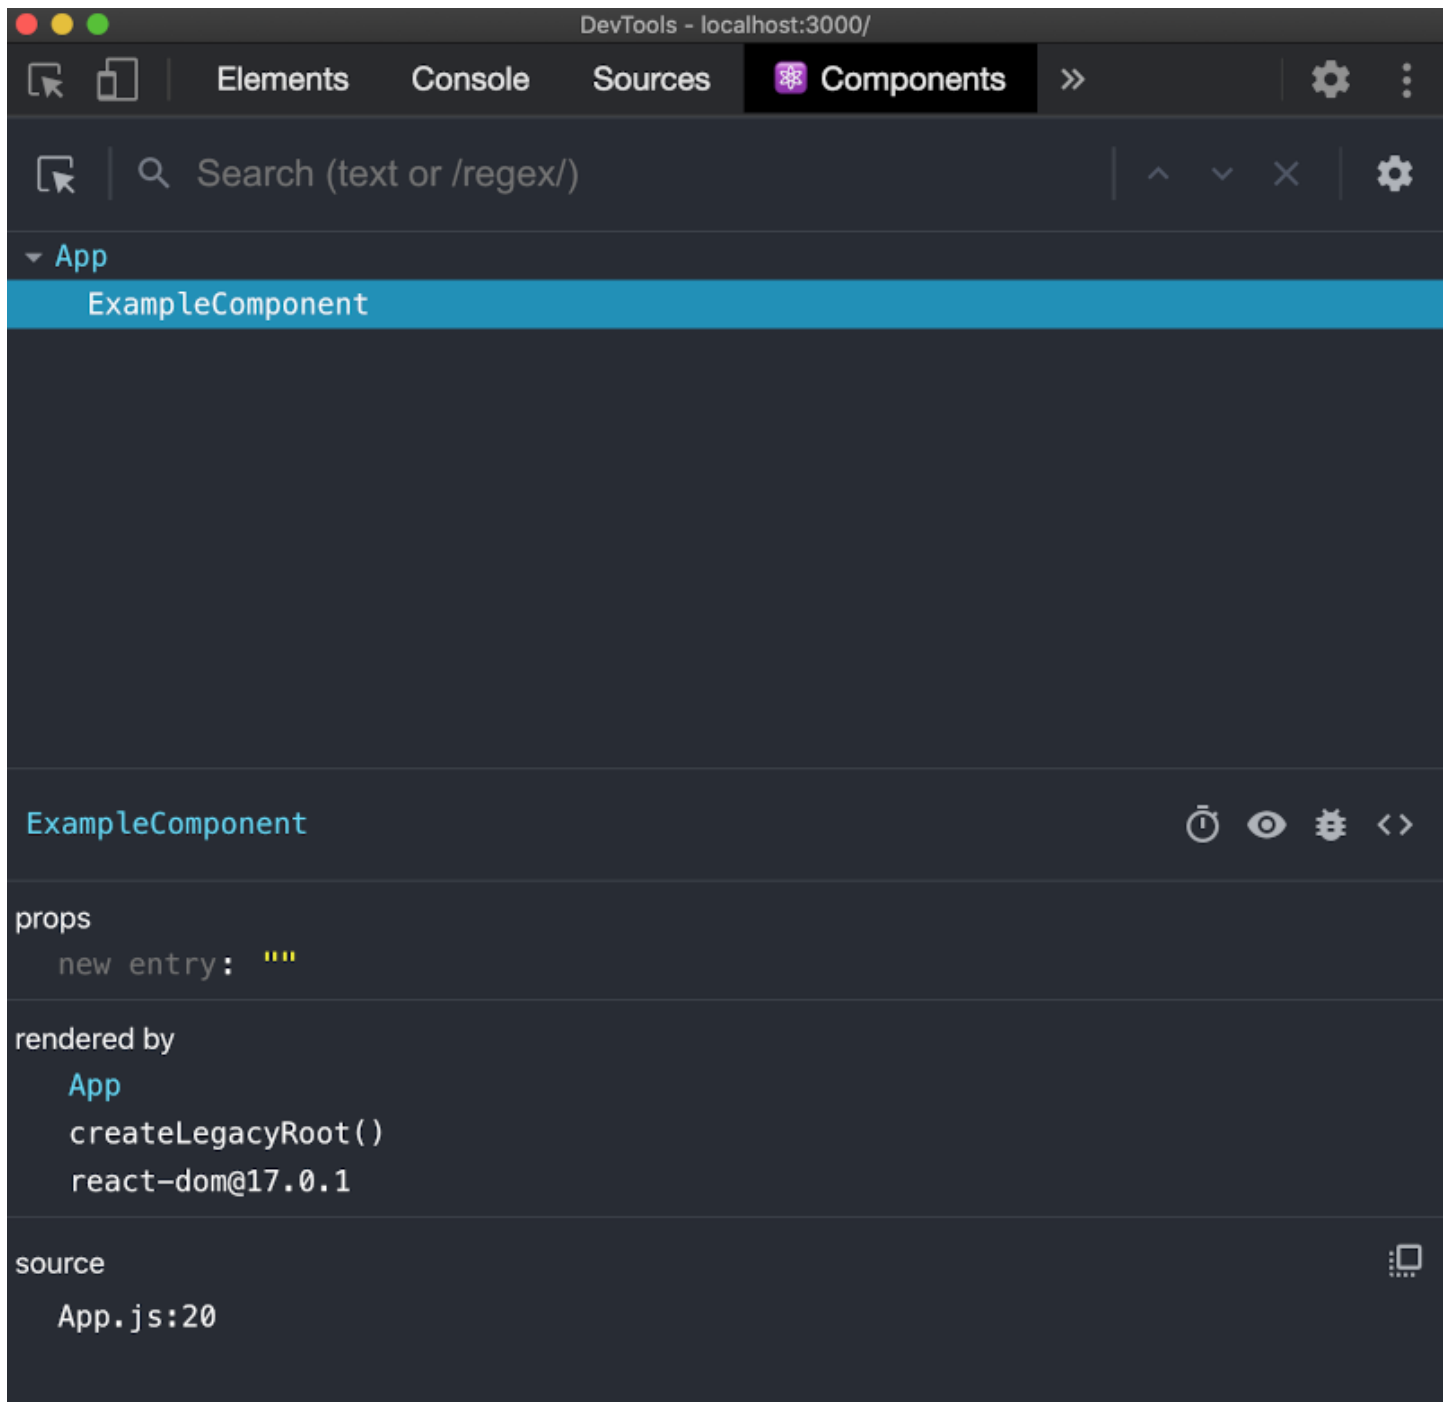 DevTools - localhost:3000/
Elements Console Sources Components
Search (text or /regex/)
App
ExampleComponent
ExampleComponent
props
new entry: ""
rendered by
App
createLegacyRoot()
react-dom@17.0.1
source
App.js:20